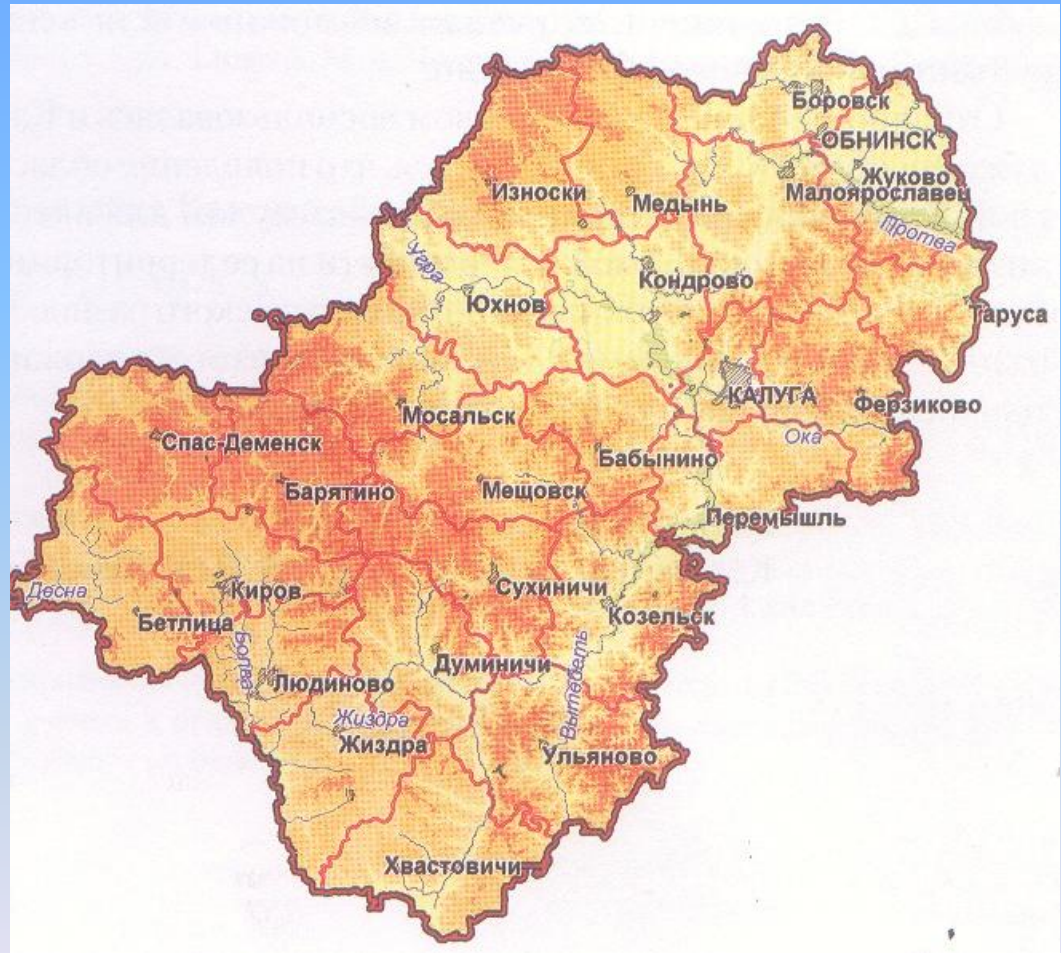 Боровск
ОБНИНСК
Жуково
Малоярославец
Износки
Медынь
Протва
Угра
Кондрово
Юхнов
Таруса
КАЛУГА
Ферзиково
Мосальск
Ока
Спас-Деменск
Бабынино
Барятино
Мещовск
Перемышль
Десна
Киров
Сухиничи
Козельск
Бетлица
Болва
Думиничи
Вытебеть
Людиново
Жиздра
Жиздра
Ульяново
Хвастовичи